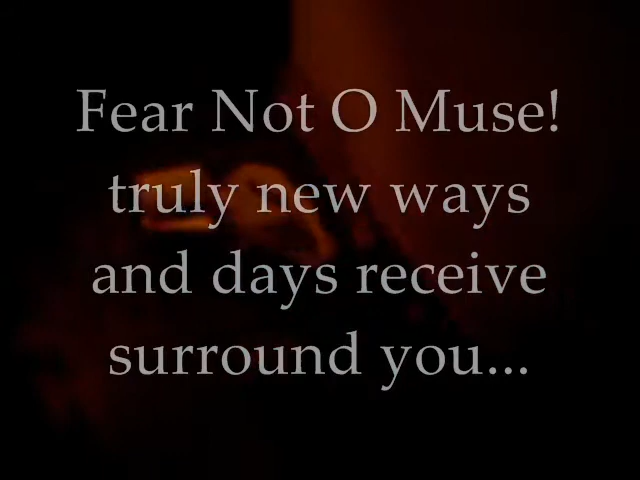 Fear Not O Muse!
truly new ways
and days receive
surround you...